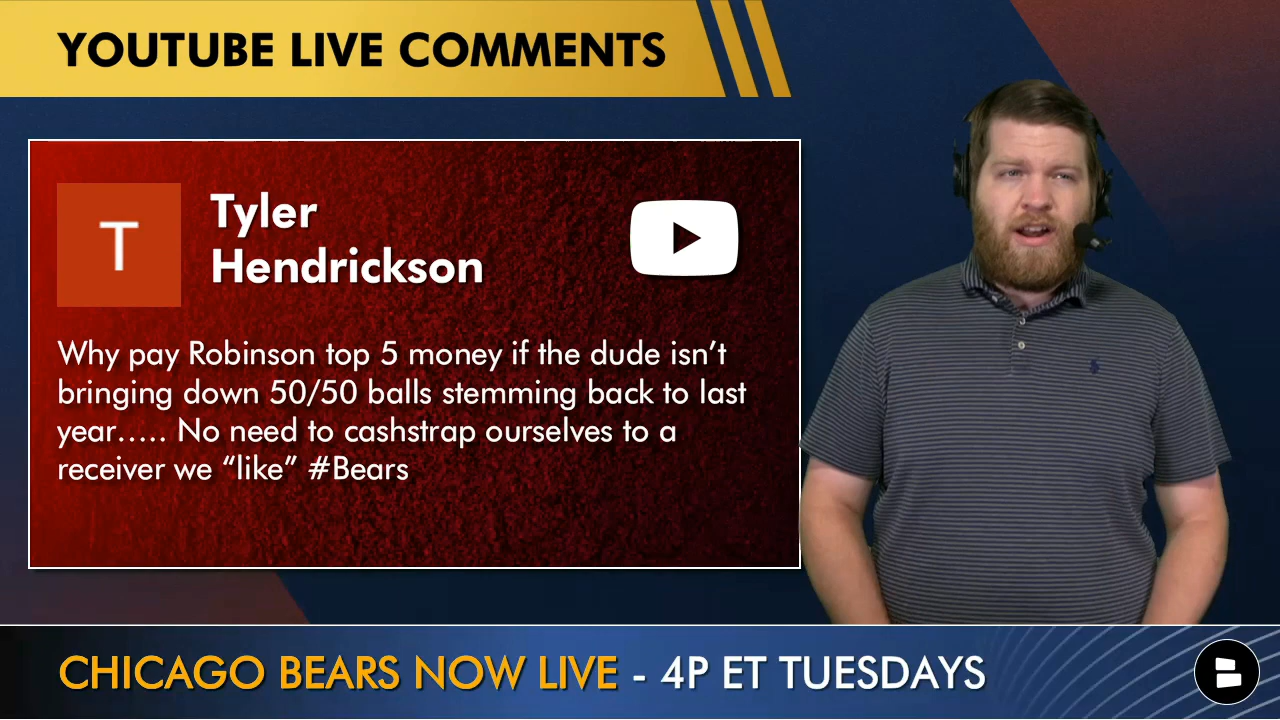 YOUTUBE LIVE COMMENTS
T
Tyler
Hendrickson
Why pay Robinson top 5 money if the dude isn’t
bringing down 50/50 balls stemming back to last
year….. No need to cashstrap ourselves to a
receiver we “like” #Bears
CHICAGO BEARS NOW LIVE - 4P ET TUESDAYS